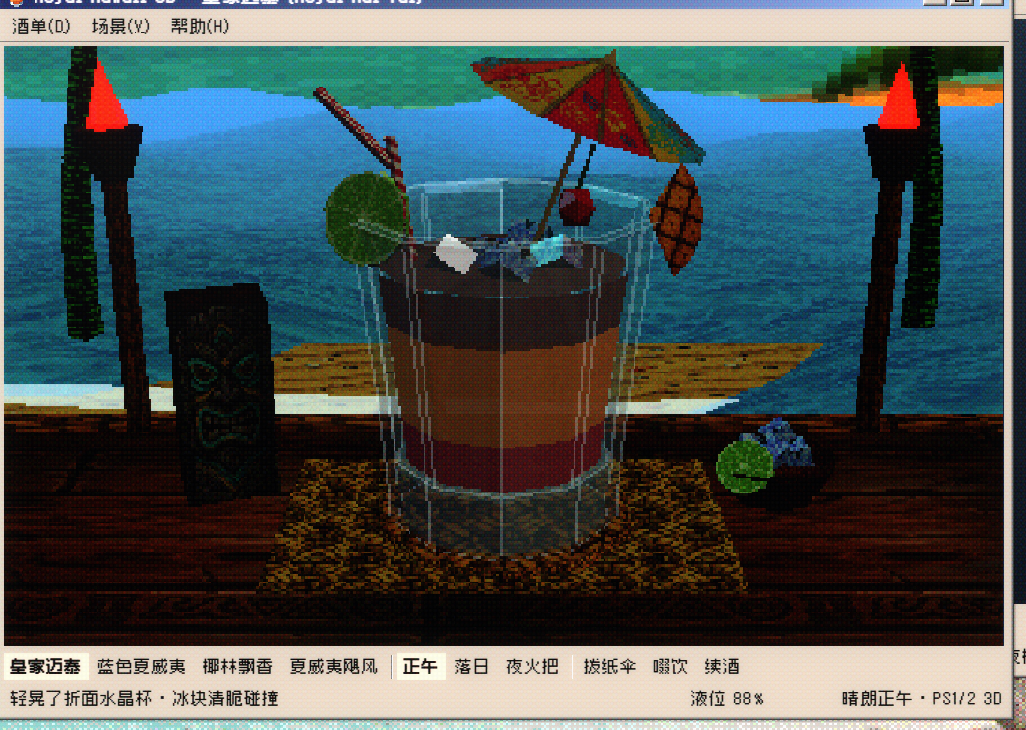 酒单(D) 场景(V) 帮助(H)
皇家迈泰 蓝色夏威夷 椰林飘香 夏威夷飓风 正午 落日 夜火把 拔纸伞 啜饮 续酒
轻晃了折面水晶杯·冰块清脆碰撞 液位 88% 晴朗正午·PS1/2 3D